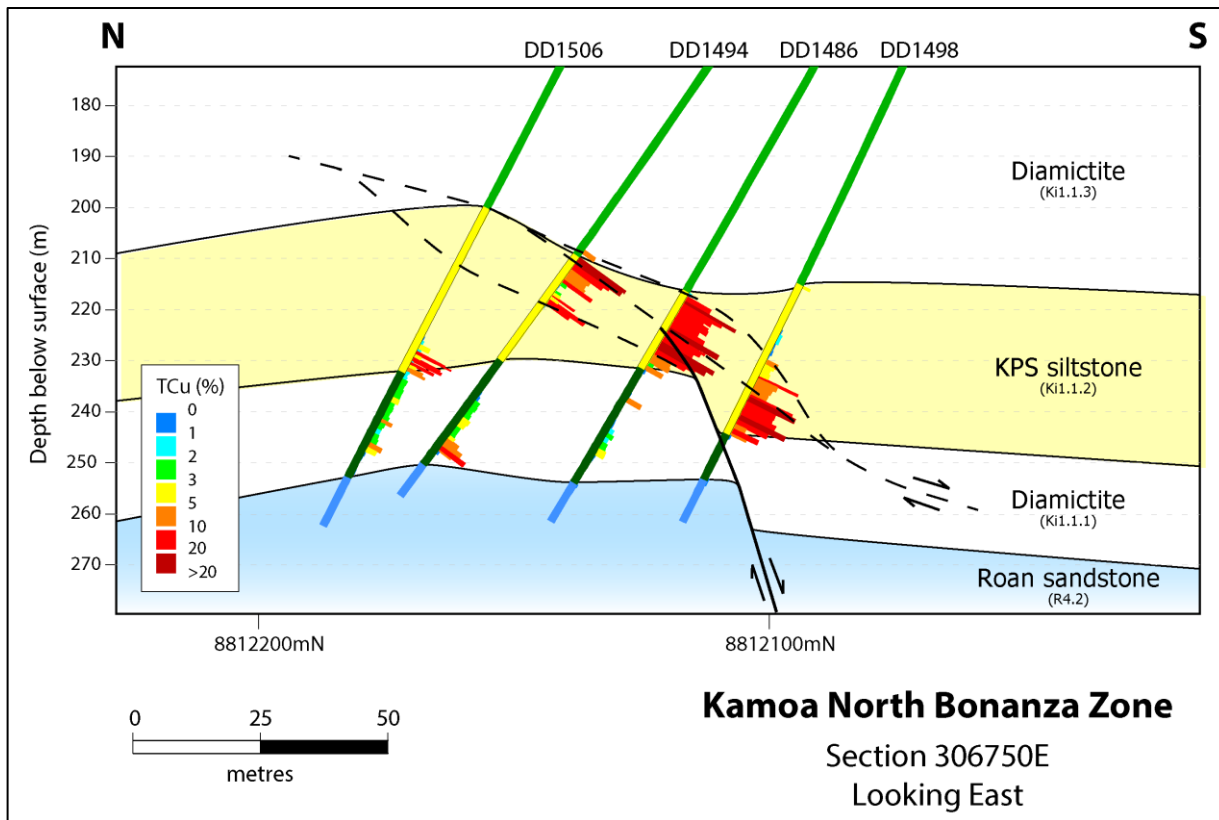 N
S
DD1506
DD1494
DD1486
DD1498
Depth below surface (m)
180
190
200
210
220
230
240
250
260
270
Diamictite
(Ki1.1.3)
KPS siltstone
(Ki1.1.2)
Diamictite
(Ki1.1.1)
Roan sandstone
(R4.2)
TCu (%)
0
1
2
3
5
10
20
>20
8812200mN
8812100mN
0
25
50
metres
Kamoa North Bonanza Zone
Section 306750E
Looking East